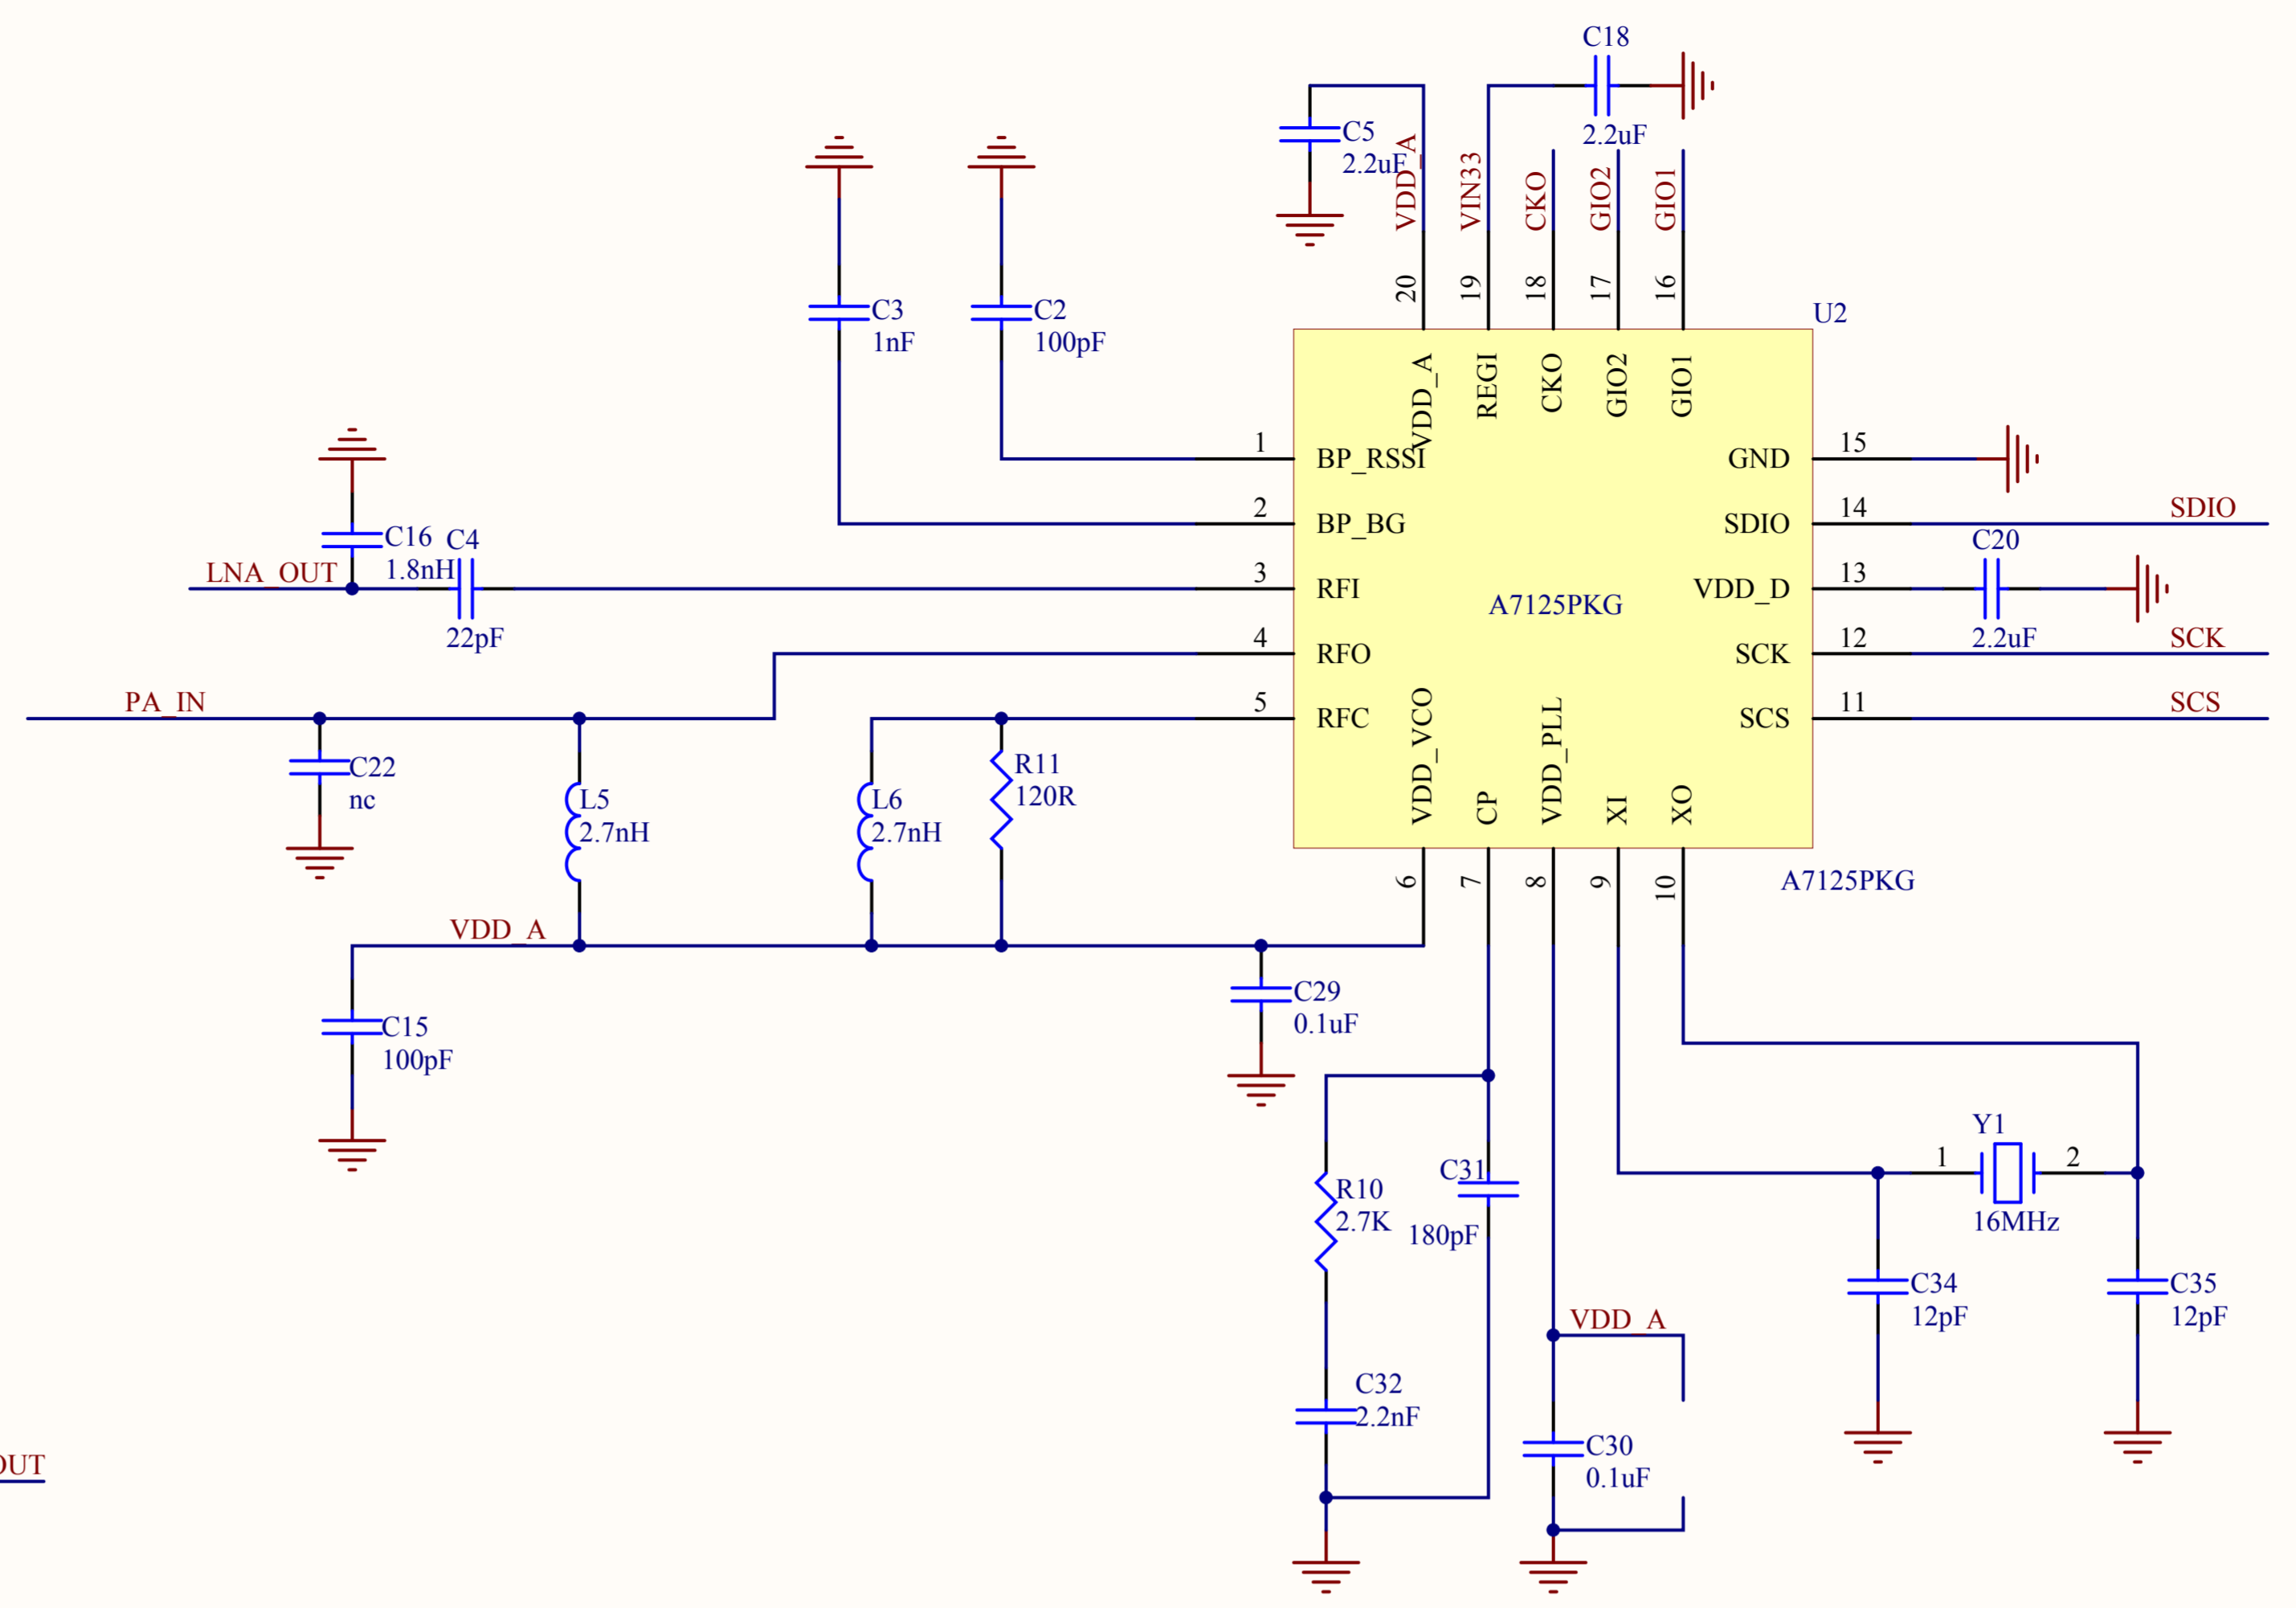 C18
2.2uF
C5
2.2uF
VDD_A
VIN33
CKO
GIO2
GIO1
20
19
18
17
16
C3
1nF
C2
100pF
U2
VDD_A
REGI
CKO
GIO2
GIO1
1
BP_RSSI
GND
15
2
BP_BG
SDIO
14
SDIO
C16
1.8nH
C4
22pF
LNA_OUT
3
RFI
VDD_D
13
C20
2.2uF
A7125PKG
4
RFO
SCK
12
SCK
PA_IN
5
RFC
SCS
11
SCS
C22
nc
L5
2.7nH
L6
2.7nH
R11
120R
VDD_VCO
CP
VDD_PLL
XI
XO
6
7
8
9
10
A7125PKG
VDD_A
C15
100pF
C29
0.1uF
R10
2.7K
C31
180pF
Y1
1
2
16MHz
C34
12pF
C35
12pF
VDD_A
C32
2.2nF
C30
0.1uF
OUT